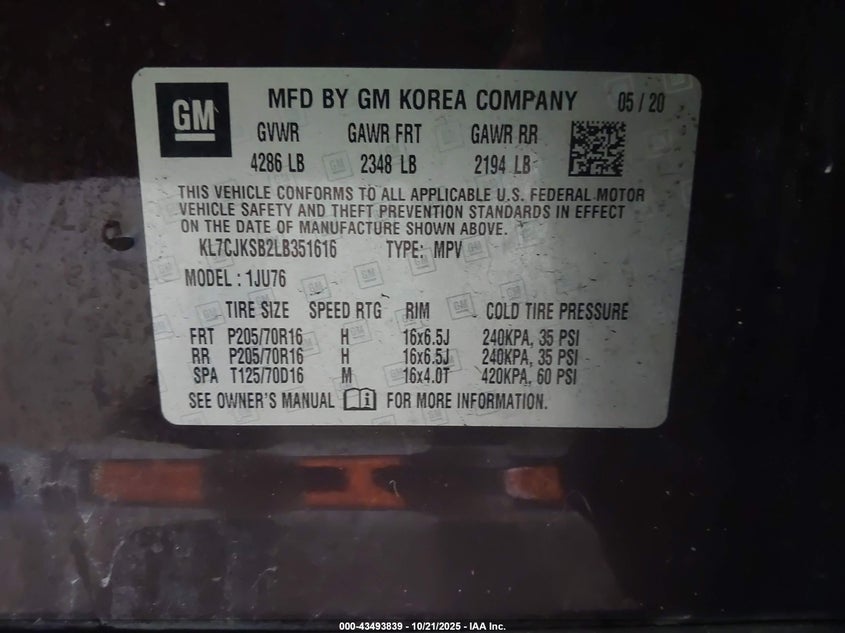 GM
MFD BY GM KOREA COMPANY 05 / 20
GVWR GAWR FRT GAWR RR
4286 LB 2348 LB 2194 LB
THIS VEHICLE CONFORMS TO ALL APPLICABLE U.S. FEDERAL MOTOR
VEHICLE SAFETY AND THEFT PREVENTION STANDARDS IN EFFECT
ON THE DATE OF MANUFACTURE SHOWN ABOVE.
KL7CJKSB2LB351616 TYPE: MPV
MODEL : 1JU76
TIRE SIZE SPEED RTG RIM COLD TIRE PRESSURE
FRT P205/70R16 H 16x6.5J 240KPA, 35 PSI
RR P205/70R16 H 16x6.5J 240KPA, 35 PSI
SPA T125/70D16 M 16x4.0T 420KPA, 60 PSI
SEE OWNER'S MANUAL FOR MORE INFORMATION.
000-43493839 - 10/21/2025 - IAA Inc.